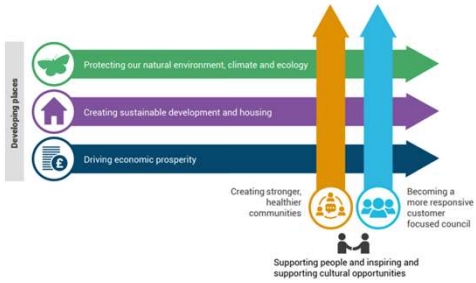 Developing places
Protecting our natural environment, climate and ecology
Creating sustainable development and housing
£
Driving economic prosperity
Creating stronger,
healthier
communities
Becoming a
more responsive
customer
focused council
Supporting people and inspiring and
supporting cultural opportunities